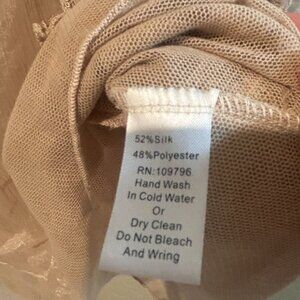 52%Silk
48%Polyester
RN:109796
Hand Wash
In Cold Water
Or
Dry Clean
Do Not Bleach
And Wring